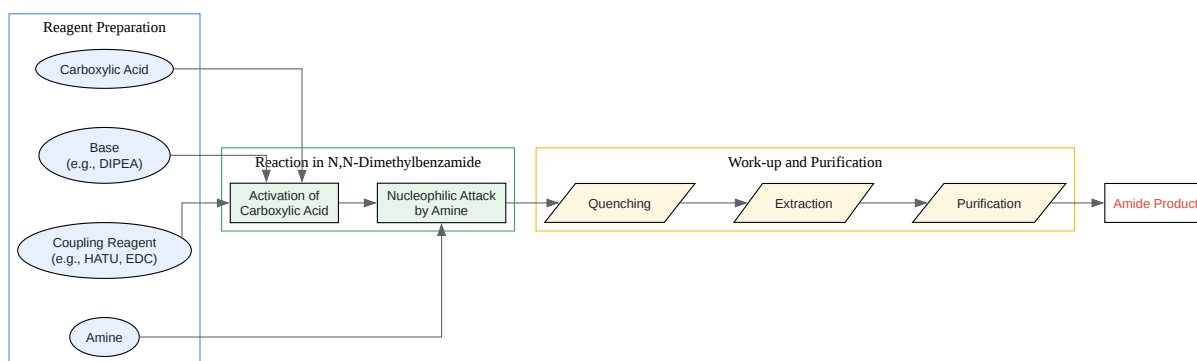 Reagent Preparation
Carboxylic Acid
Base
(e.g., DIPEA)
Coupling Reagent
(e.g., HATU, EDC)
Amine
Reaction in N,N-Dimethylbenzamide
Activation of
Carboxylic Acid
Nucleophilic Attack
by Amine
Work-up and Purification
Quenching
Extraction
Purification
Amide Product